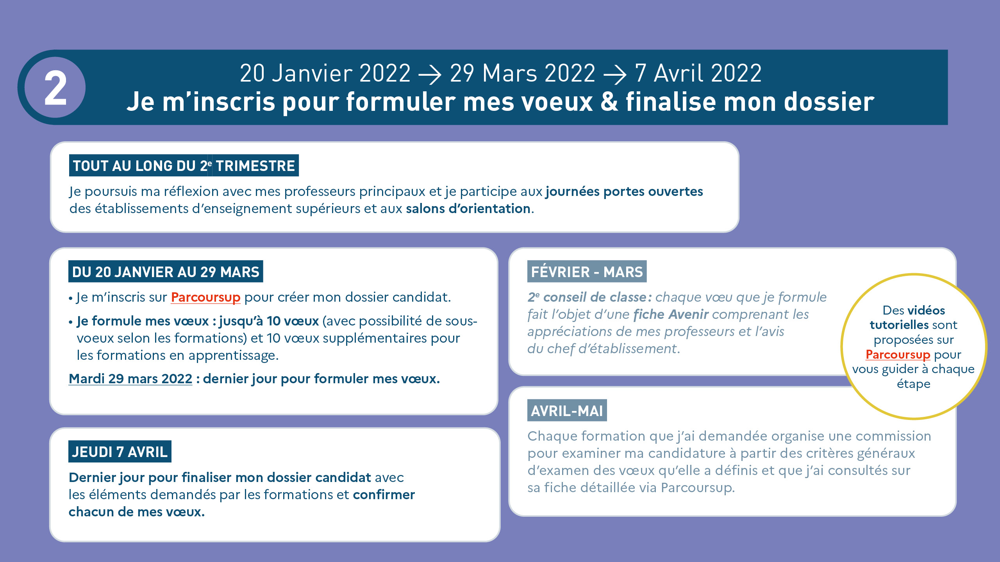 2
20 Janvier 2022 → 29 Mars 2022 → 7 Avril 2022
Je m’inscris pour formuler mes voeux & finalise mon dossier
TOUT AU LONG DU 2e TRIMESTRE
Je poursuis ma réflexion avec mes professeurs principaux et je participe aux journées portes ouvertes
des établissements d’enseignement supérieurs et aux salons d’orientation.
DU 20 JANVIER AU 29 MARS
• Je m’inscris sur Parcoursup pour créer mon dossier candidat.
• Je formule mes vœux : jusqu’à 10 vœux (avec possibilité de sous-
voeux selon les formations) et 10 vœux supplémentaires pour
les formations en apprentissage.
Mardi 29 mars 2022 : dernier jour pour formuler mes vœux.
JEUDI 7 AVRIL
Dernier jour pour finaliser mon dossier candidat avec
les éléments demandés par les formations et confirmer
chacun de mes vœux.
FÉVRIER - MARS
2e conseil de classe : chaque vœu que je formule
fait l’objet d’une fiche Avenir comprenant les
appréciations de mes professeurs et l’avis
du chef d’établissement.
Des vidéos
tutorielles sont
proposées sur
Parcoursup pour
vous guider à chaque
étape
AVRIL-MAI
Chaque formation que j’ai demandée organise une commission
pour examiner ma candidature à partir des critères généraux
d’examen des vœux qu’elle a définis et que j’ai consultés sur
sa fiche détaillée via Parcoursup.